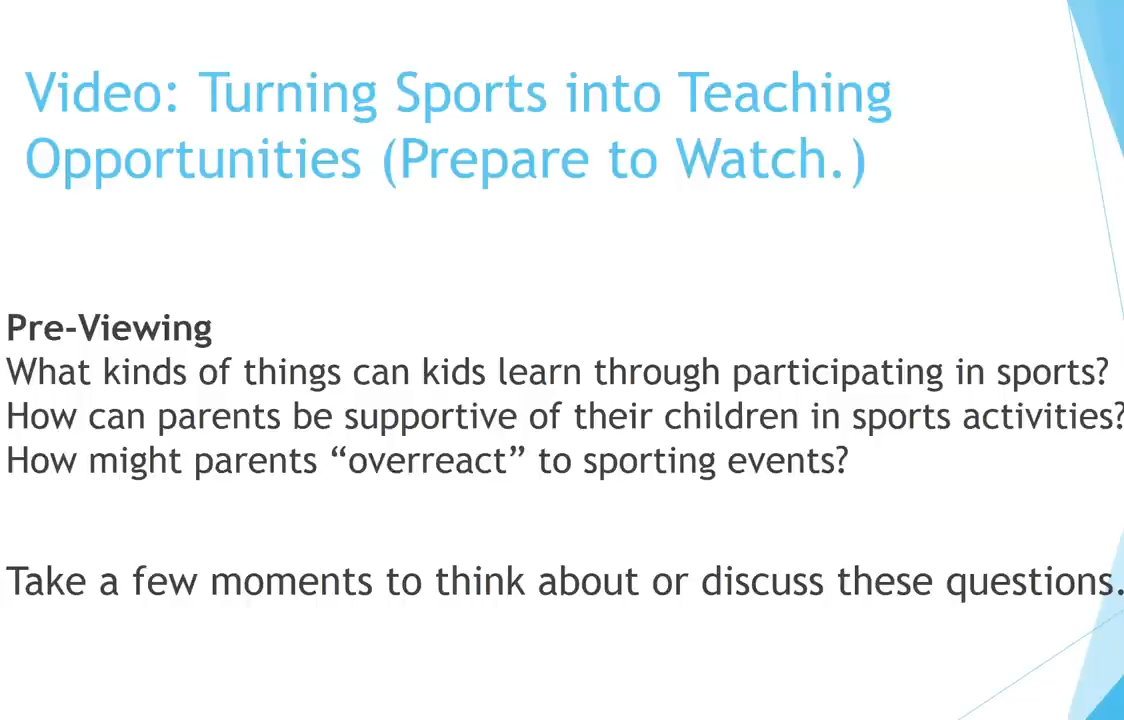 Video: Turning Sports into Teaching
Opportunities (Prepare to Watch.)
Pre-Viewing
What kinds of things can kids learn through participating in sports?
How can parents be supportive of their children in sports activities?
How might parents “overreact” to sporting events?
Take a few moments to think about or discuss these questions.